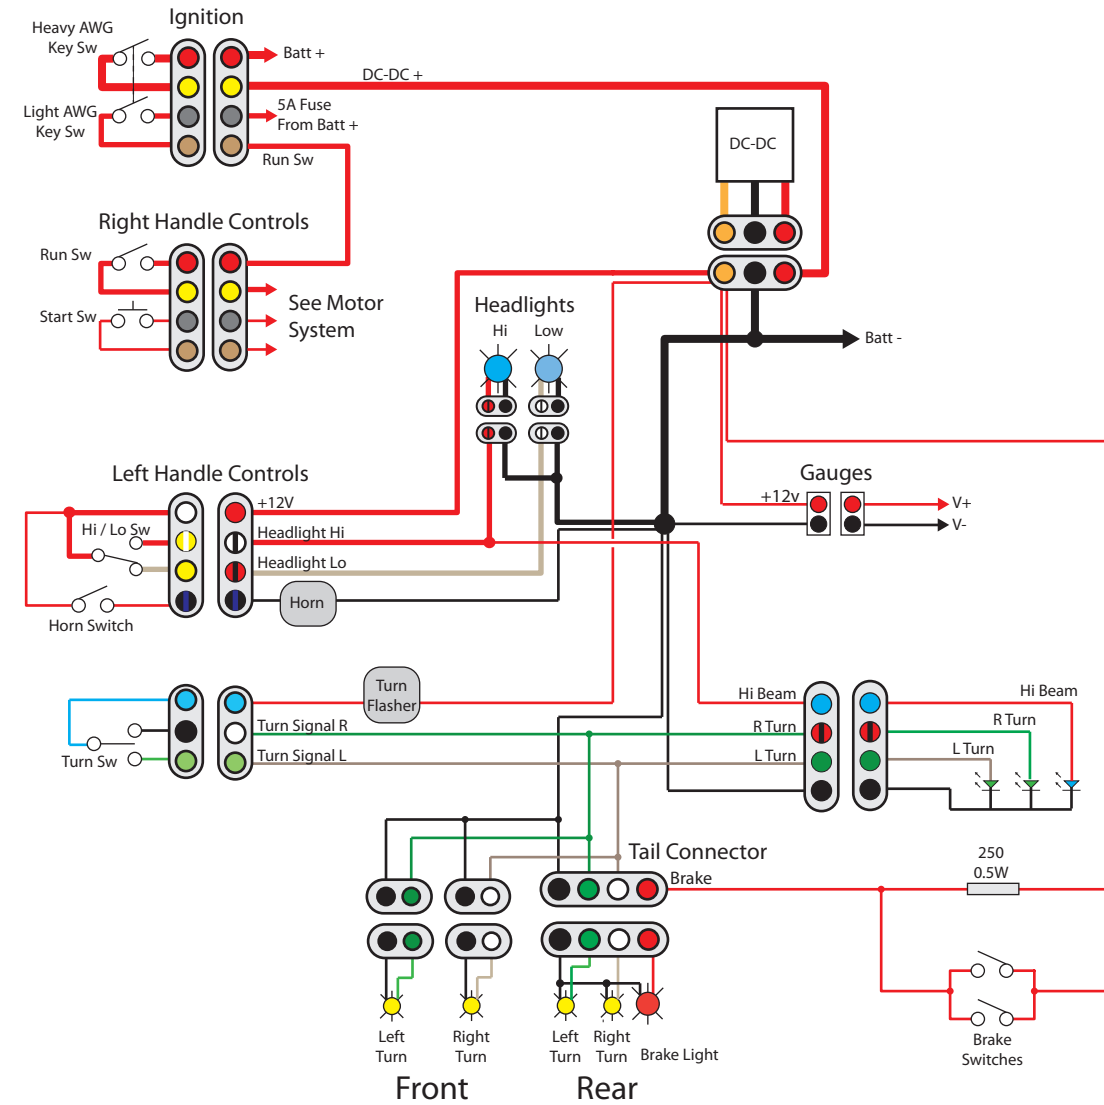 Ignition
Heavy AWG
Key Sw
Batt +
DC-DC +
Light AWG
Key Sw
5A Fuse
From Batt +
Run Sw
DC-DC
Right Handle Controls
Run Sw
Start Sw
See Motor
System
Headlights
Hi
Low
Batt -
Left Handle Controls
+12V
Hi / Lo Sw
Headlight Hi
Headlight Lo
Horn
Horn Switch
Gauges
+12v
V+
V-
Turn
Flasher
Turn Signal R
Turn Signal L
Turn Sw
Hi Beam
R Turn
L Turn
Hi Beam
R Turn
L Turn
Tail Connector
Brake
250
0.5W
Brake
Switches
Left
Turn
Right
Turn
Left
Turn
Right
Turn
Brake Light
Front
Rear